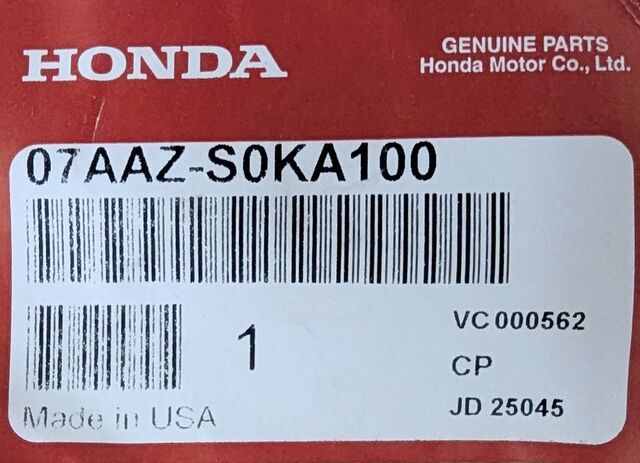 HONDA
GENUINE PARTS
Honda Motor Co., Ltd.
07AAZ-S0KA100
1
VC 000562
CP
JD 25045
Made in USA